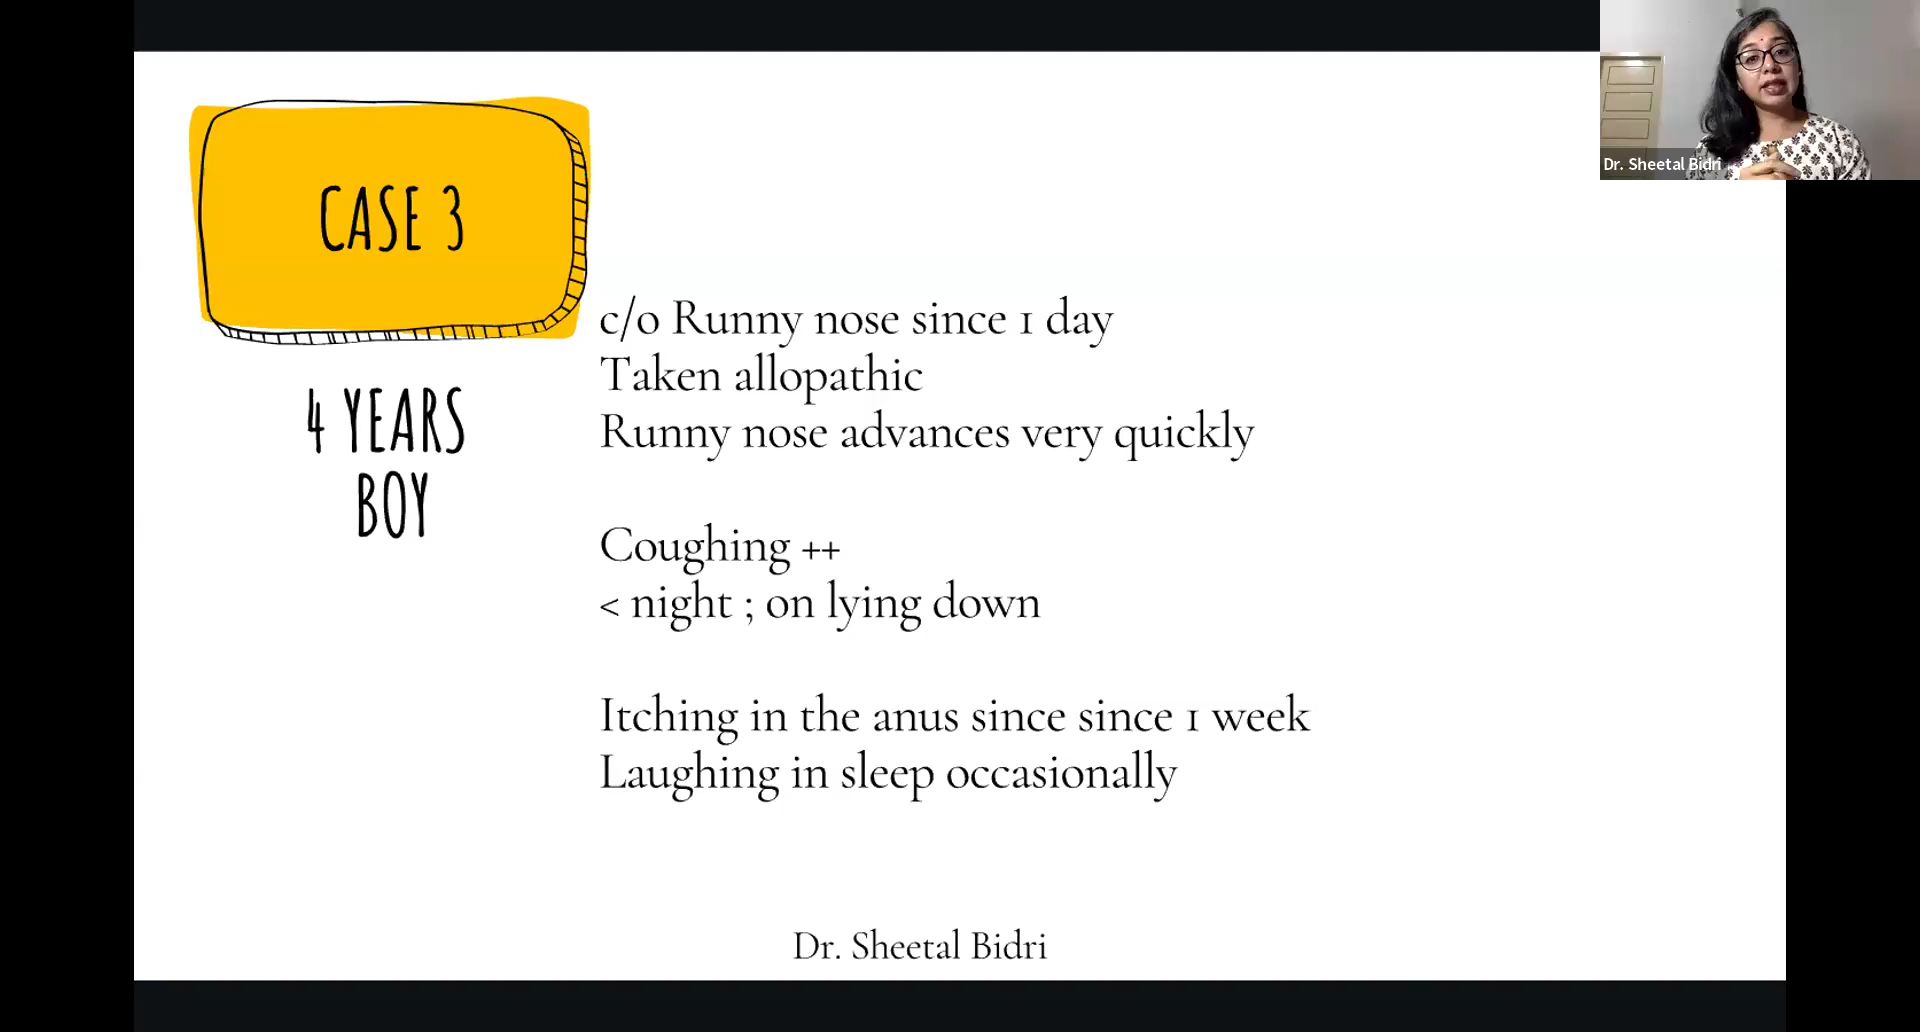 CASE 3
4 YEARS
BOY
c/o Runny nose since 1 day
Taken allopathic
Runny nose advances very quickly
Coughing ++
< night ; on lying down
Itching in the anus since since 1 week
Laughing in sleep occasionally
Dr. Sheetal Bidri
Dr. Sheetal Bidri